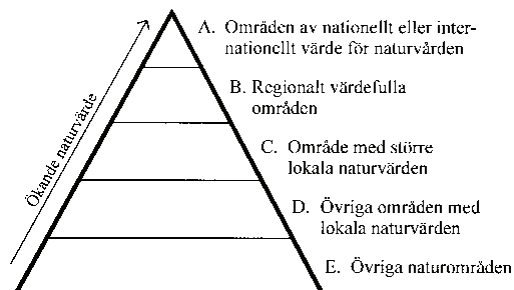 A. Områden av nationellt eller inter-
nationellt värde för naturvården
B. Regionalt värdefulla
områden
C. Område med större
lokala naturvärden
D. Övriga områden med
lokala naturvärden
E. Övriga naturområden
Ökande naturvärde